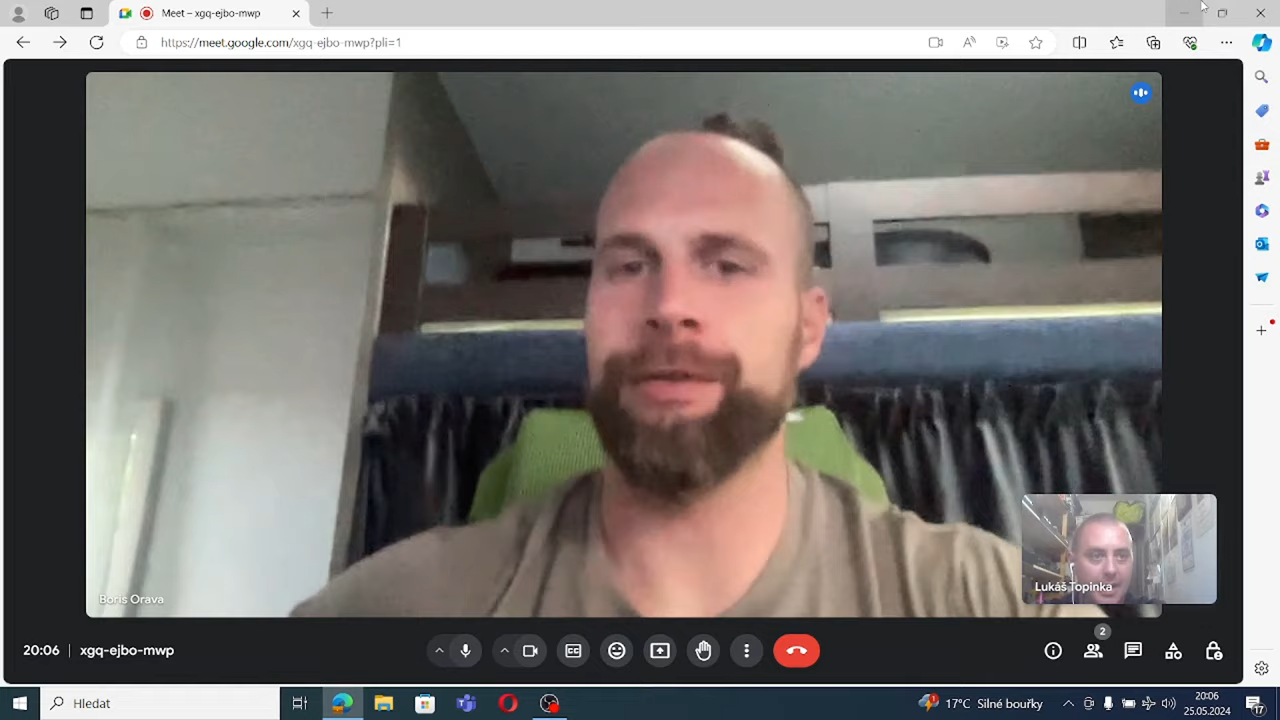 Meet – xgq-ejbo-mwp
https://meet.google.com/xgq-ejbo-mwp?pli=1
Boris Orava
Lukáš Topinka
20:06 | xgq-ejbo-mwp
2
Hledat
17°C Silné bouřky
20:06
25.05.2024
17